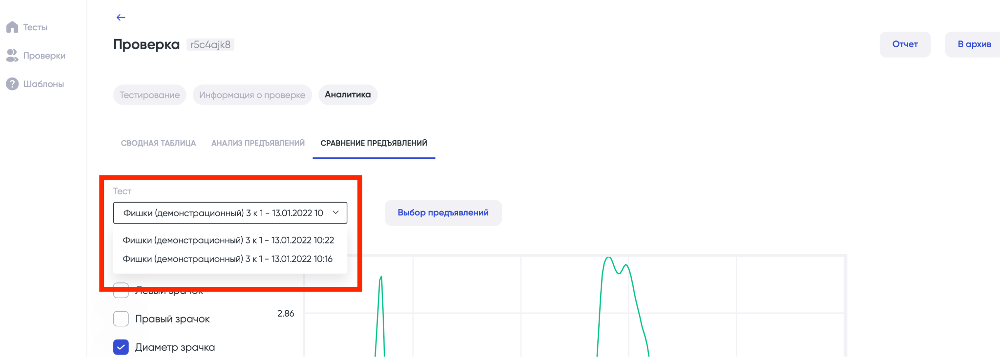 Тесты
Проверки
Шаблоны
Проверка r5c4ajk8
Отчет
В архив
Тестирование
Информация о проверке
Аналитика
СВОДНАЯ ТАБЛИЦА
АНАЛИЗ ПРЕДЪЯВЛЕНИЙ
СРАВНЕНИЕ ПРЕДЪЯВЛЕНИЙ
Тест
Фишки (демонстрационный) 3 к 1 - 13.01.2022 10
Выбор предъявлений
Фишки (демонстрационный) 3 к 1 - 13.01.2022 10:22
Фишки (демонстрационный) 3 к 1 - 13.01.2022 10:16
Левый зрачок
Правый зрачок
2.86
Диаметр зрачка